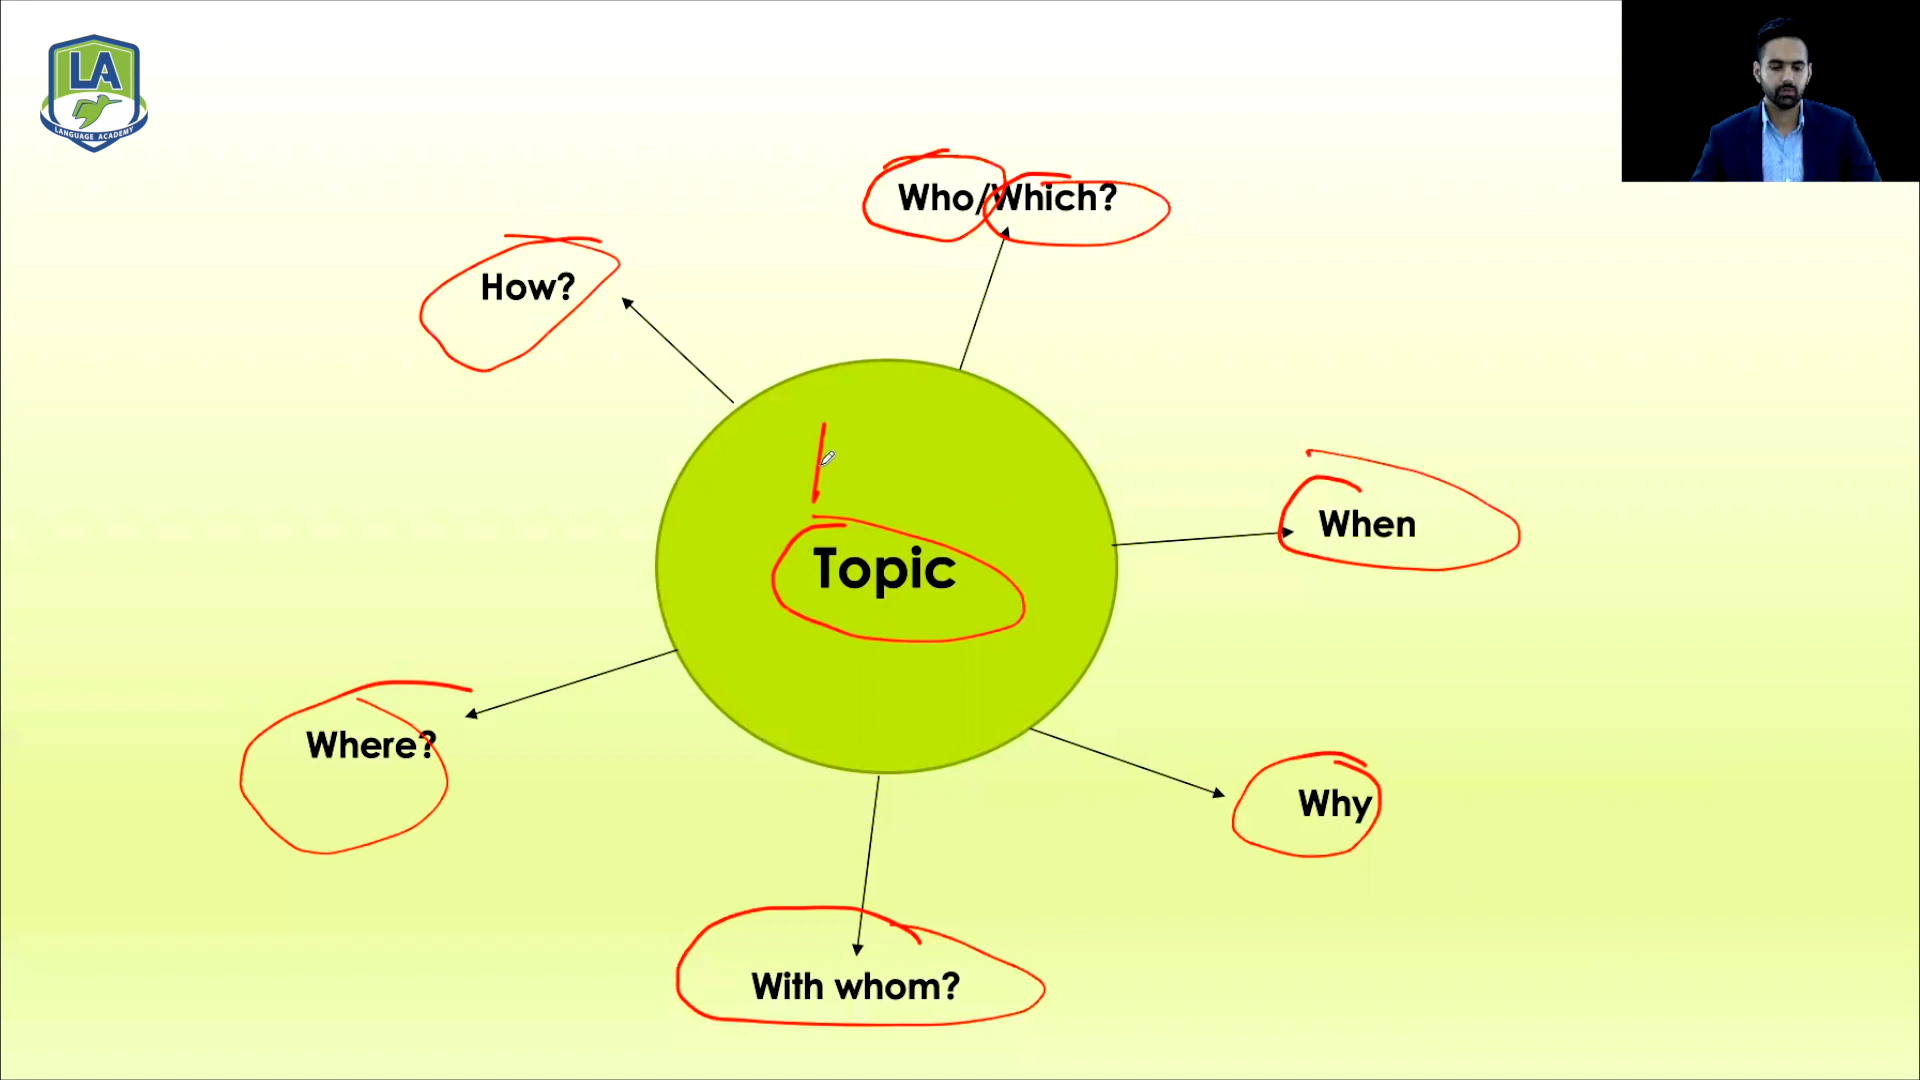 LA
LANGUAGE ACADEMY
Who/Which?
How?
When
Topic
Where?
Why
With whom?